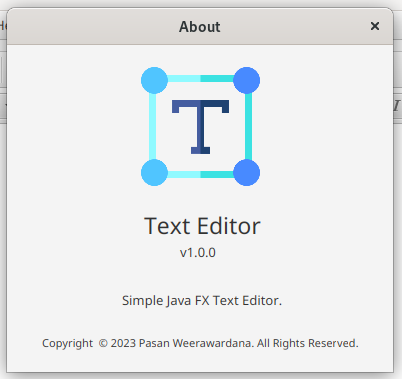 About
T
Text Editor
v1.0.0
Simple Java FX Text Editor.
Copyright © 2023 Pasan Weerawardana. All Rights Reserved.